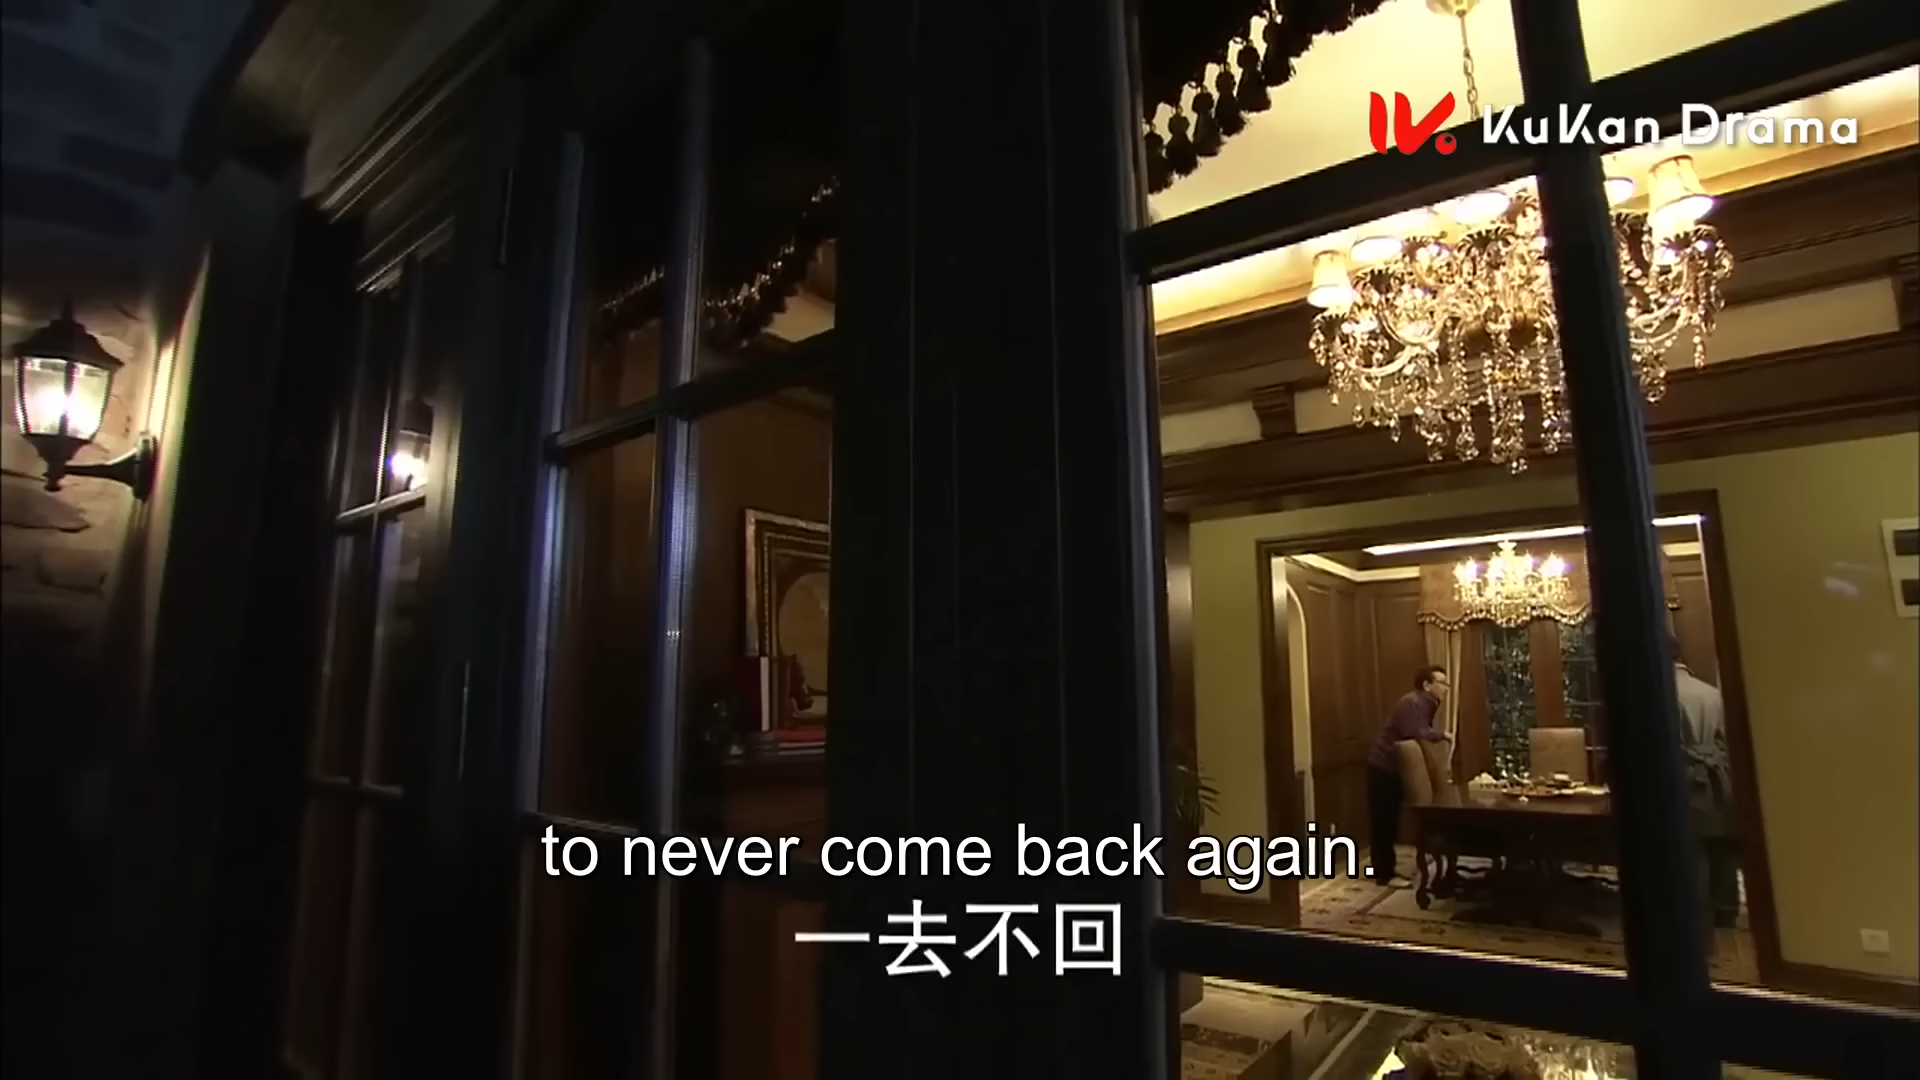 KuKan Drama
to never come back again.
一去不回